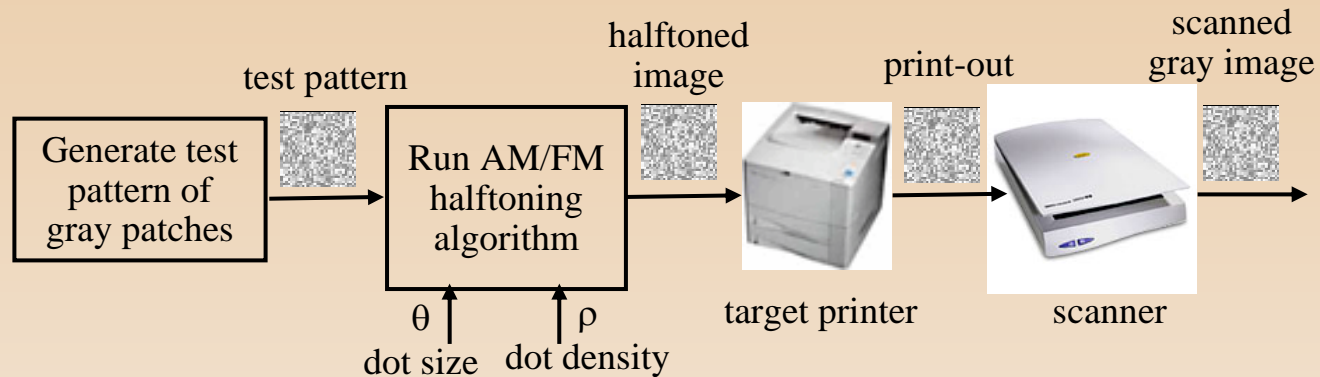 test pattern
halftoned
image
print-out
scanned
gray image
Generate test
pattern of
gray patches
Run AM/FM
halftoning
algorithm
θ
ρ
dot size
dot density
target printer
scanner